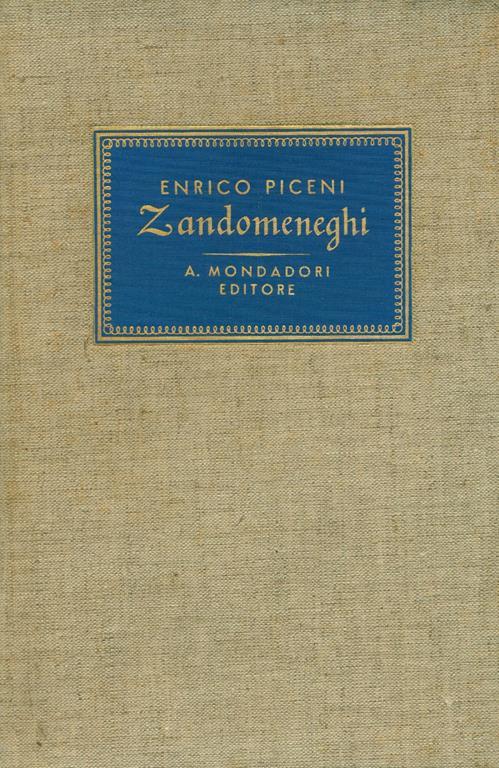 ENRICO PICENI
Zandomeneghi
A. MONDADORI
EDITORE